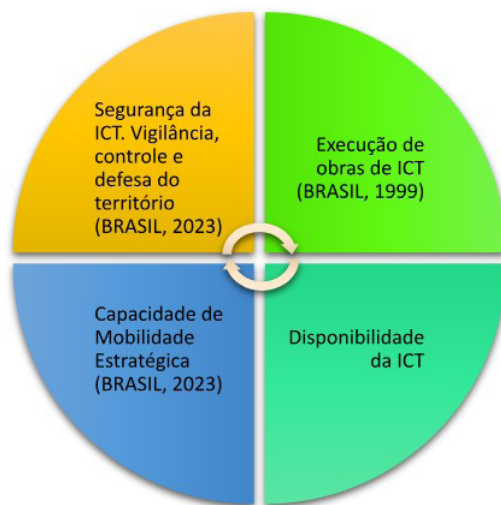 Segurança da
ICT. Vigilância,
controle e
defesa do
território
(BRASIL, 2023)
Execução de
obras de ICT
(BRASIL, 1999)
Capacidade de
Mobilidade
Estratégica
(BRASIL, 2023)
Disponibilidade
da ICT